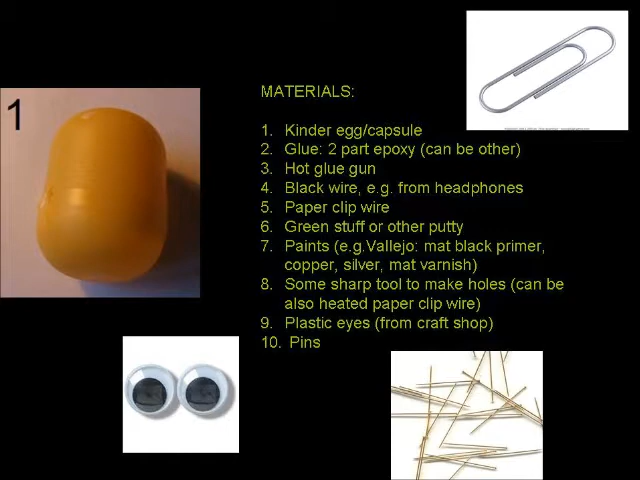 1
MATERIALS:
1. Kinder egg/capsule
2. Glue: 2 part epoxy (can be other)
3. Hot glue gun
4. Black wire, e.g. from headphones
5. Paper clip wire
6. Green stuff or other putty
7. Paints (e.g.Vallejo: mat black primer,
copper, silver, mat varnish)
8. Some sharp tool to make holes (can be
also heated paper clip wire)
9. Plastic eyes (from craft shop)
10. Pins